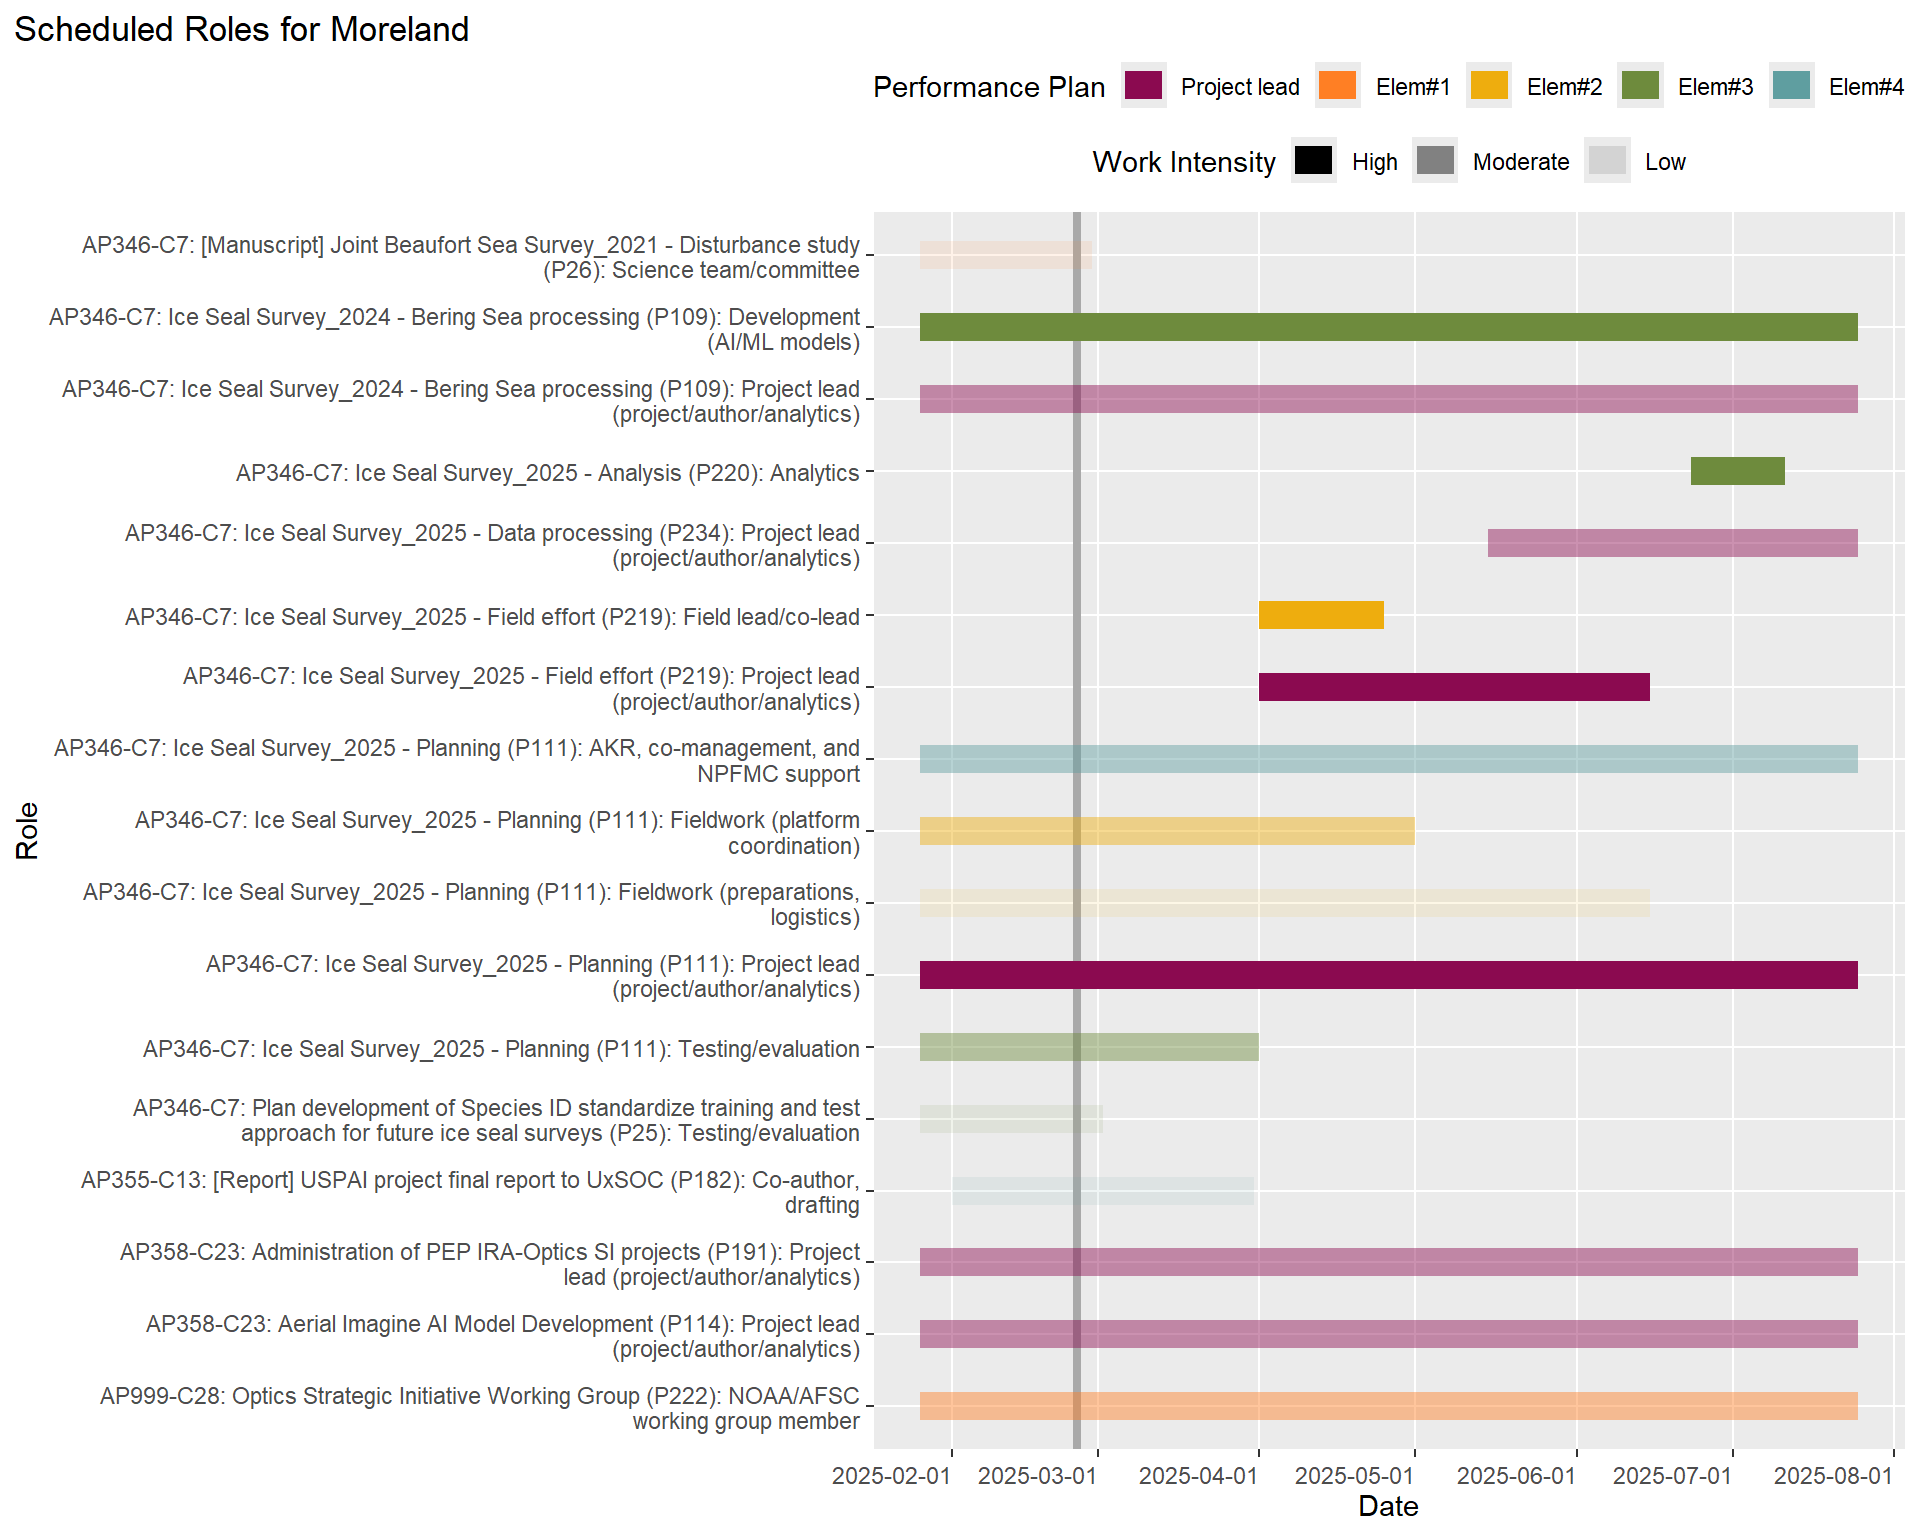 Scheduled Roles for Moreland
Performance Plan Project lead Elem#1 Elem#2 Elem#3 Elem#4
Work Intensity High Moderate Low
AP346-C7: [Manuscript] Joint Beaufort Sea Survey_2021 - Disturbance study
(P26): Science team/committee
AP346-C7: Ice Seal Survey_2024 - Bering Sea processing (P109): Development
(AI/ML models)
AP346-C7: Ice Seal Survey_2024 - Bering Sea processing (P109): Project lead
(project/author/analytics)
AP346-C7: Ice Seal Survey_2025 - Analysis (P220): Analytics
AP346-C7: Ice Seal Survey_2025 - Data processing (P234): Project lead
(project/author/analytics)
AP346-C7: Ice Seal Survey_2025 - Field effort (P219): Field lead/co-lead
AP346-C7: Ice Seal Survey_2025 - Field effort (P219): Project lead
(project/author/analytics)
AP346-C7: Ice Seal Survey_2025 - Planning (P111): AKR, co-management, and
NPFMC support
AP346-C7: Ice Seal Survey_2025 - Planning (P111): Fieldwork (platform
coordination)
AP346-C7: Ice Seal Survey_2025 - Planning (P111): Fieldwork (preparations,
logistics)
AP346-C7: Ice Seal Survey_2025 - Planning (P111): Project lead
(project/author/analytics)
AP346-C7: Ice Seal Survey_2025 - Planning (P111): Testing/evaluation
AP346-C7: Plan development of Species ID standardize training and test
approach for future ice seal surveys (P25): Testing/evaluation
AP355-C13: [Report] USPAI project final report to UxSOC (P182): Co-author,
drafting
AP358-C23: Administration of PEP IRA-Optics SI projects (P191): Project
lead (project/author/analytics)
AP358-C23: Aerial Imagine AI Model Development (P114): Project lead
(project/author/analytics)
AP999-C28: Optics Strategic Initiative Working Group (P222): NOAA/AFSC
working group member
Role
2025-02-01 2025-03-01 2025-04-01 2025-05-01 2025-06-01 2025-07-01 2025-08-01
Date